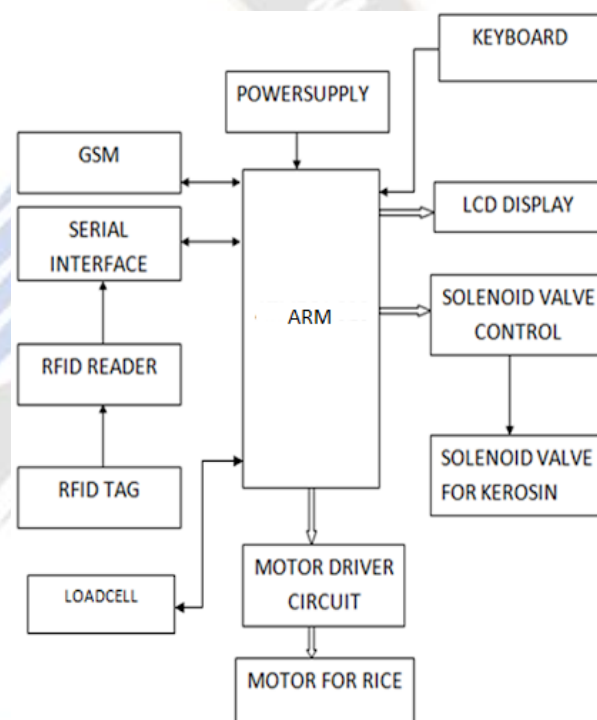 KEYBOARD
POWERSUPPLY
GSM
LCD DISPLAY
SERIAL
INTERFACE
SOLENOID VALVE
CONTROL
ARM
RFID READER
SOLENOID VALVE
FOR KEROSIN
RFID TAG
MOTOR DRIVER
CIRCUIT
LOADCELL
MOTOR FOR RICE